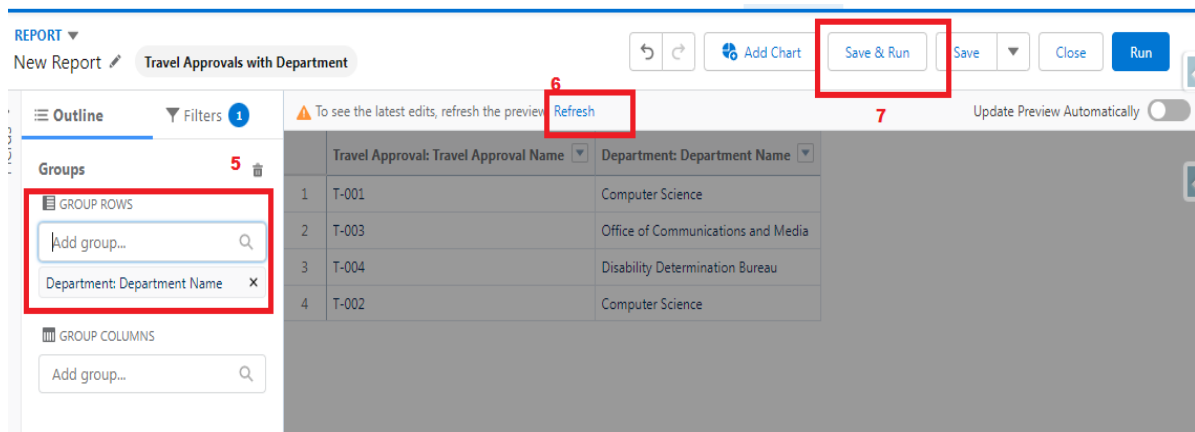 REPORT
New Report
Travel Approvals with Department
Add Chart
Save & Run
Save
Close
Run
6
Outline
Filters 1
To see the latest edits, refresh the preview
Refresh
7
Update Preview Automatically
Groups
5
GROUP ROWS
Add group...
Department: Department Name
GROUP COLUMNS
Add group...
Travel Approval: Travel Approval Name
Department: Department Name
1 T-001 Computer Science
2 T-003 Office of Communications and Media
3 T-004 Disability Determination Bureau
4 T-002 Computer Science